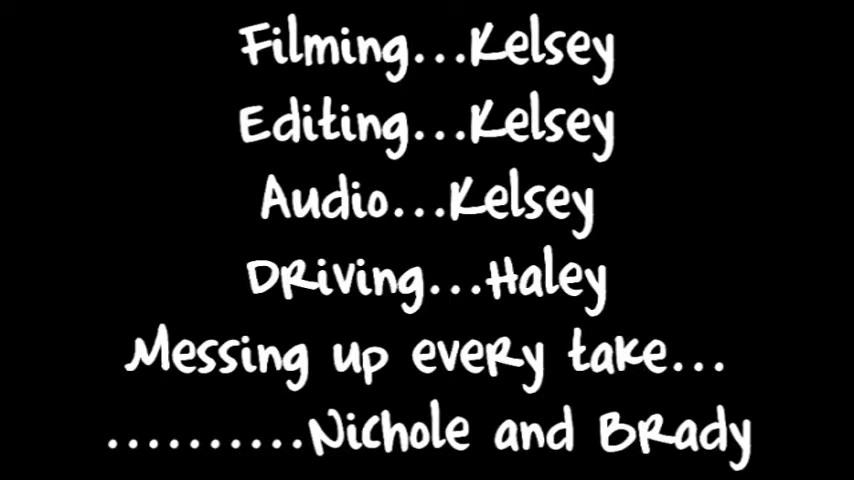 Filming...Kelsey
Editing...Kelsey
Audio...Kelsey
Driving...Haley
Messing up every take...
..........Nichole and Brady